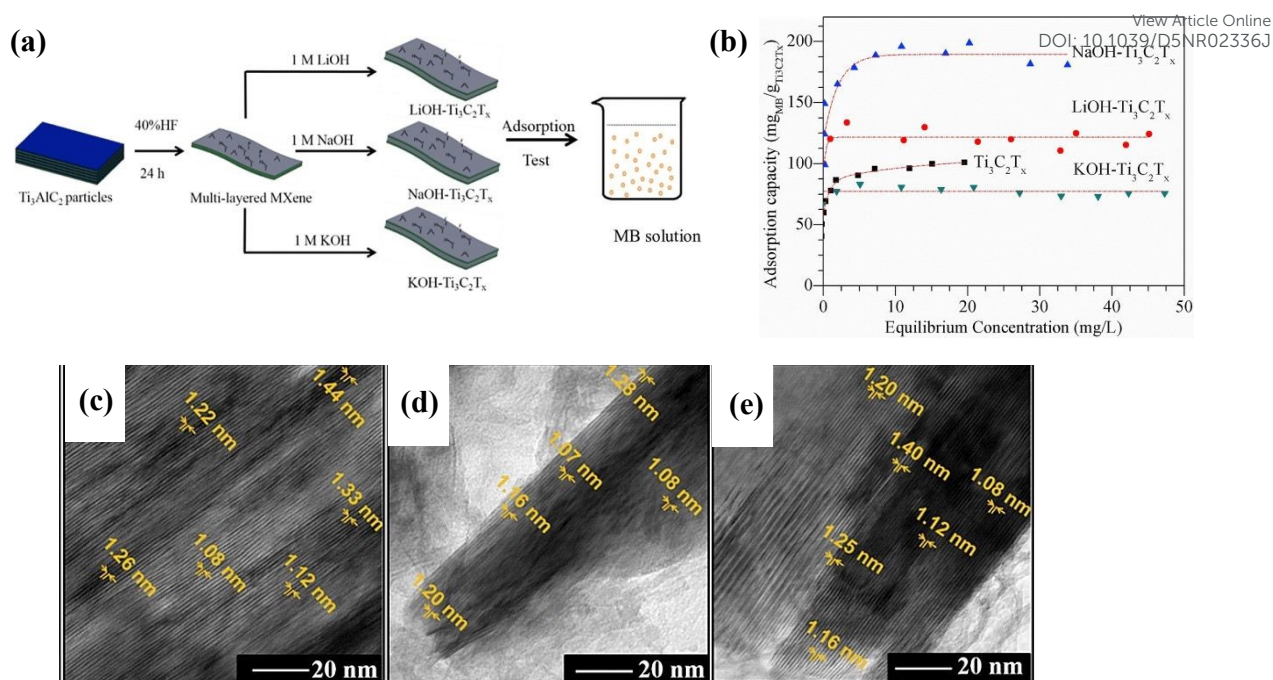 View Article Online
DOI: 10.1039/D5NR02336J
(a)
1 M LiOH
LiOH-Ti₃C₂Tₓ
40%HF
24 h
Ti₃AlC₂ particles
Multi-layered MXene
1 M NaOH
NaOH-Ti₃C₂Tₓ
1 M KOH
KOH-Ti₃C₂Tₓ
Adsorption
Test
MB solution
(b)
Adsorption capacity (mg_MB/g_Ti3C2Tx)
200
150
100
50
0
NaOH-Ti₃C₂Tₓ
LiOH-Ti₃C₂Tₓ
Ti₃C₂Tₓ
KOH-Ti₃C₂Tₓ
0 10 20 30 40 50
Equilibrium Concentration (mg/L)
(c)
1.44 nm
1.22 nm
1.33 nm
1.26 nm
1.08 nm
1.12 nm
20 nm
(d)
1.28 nm
1.07 nm
1.16 nm
1.08 nm
1.20 nm
20 nm
(e)
1.20 nm
1.40 nm
1.08 nm
1.12 nm
1.25 nm
1.16 nm
20 nm